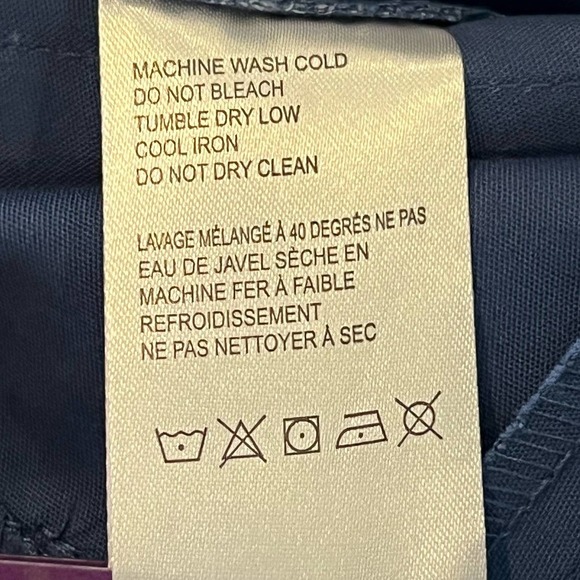 MACHINE WASH COLD
DO NOT BLEACH
TUMBLE DRY LOW
COOL IRON
DO NOT DRY CLEAN
LAVAGE MÉLANGÉ À 40 DEGRÉS NE PAS
EAU DE JAVEL SÈCHE EN
MACHINE FER À FAIBLE
REFROIDISSEMENT
NE PAS NETTOYER À SEC